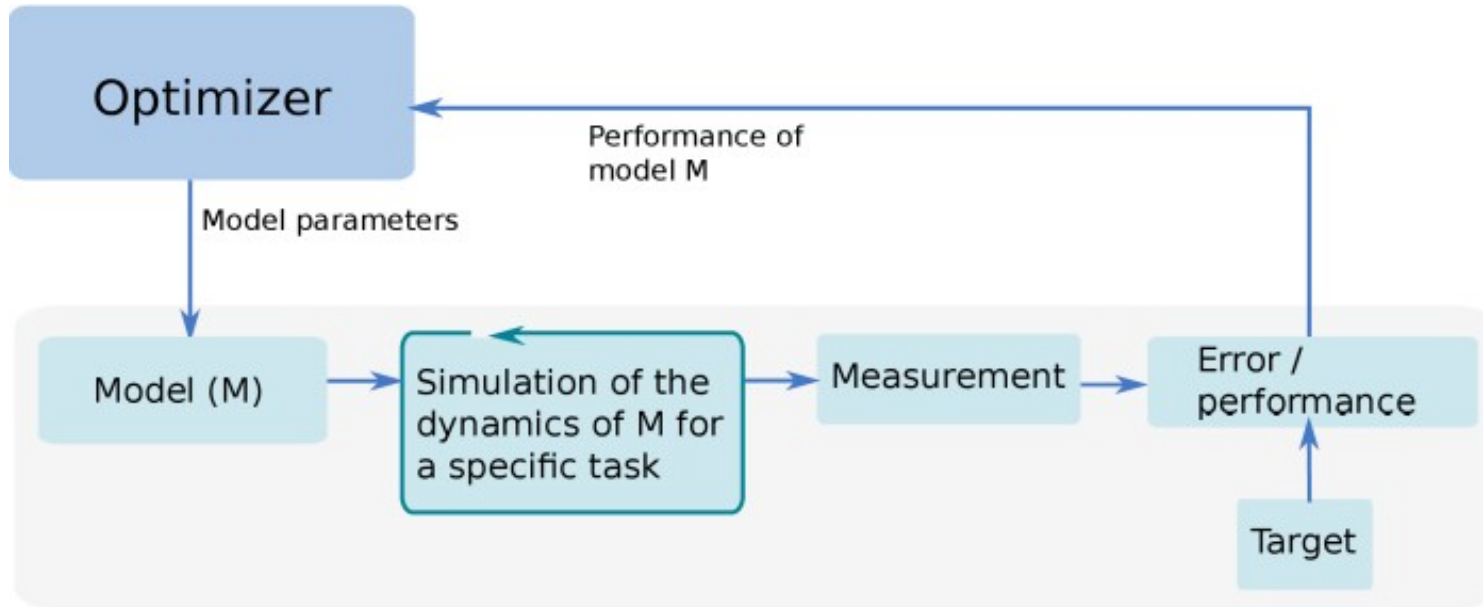 Optimizer
Performance of
model M
Model parameters
Model (M)
Simulation of the
dynamics of M for
a specific task
Measurement
Error /
performance
Target